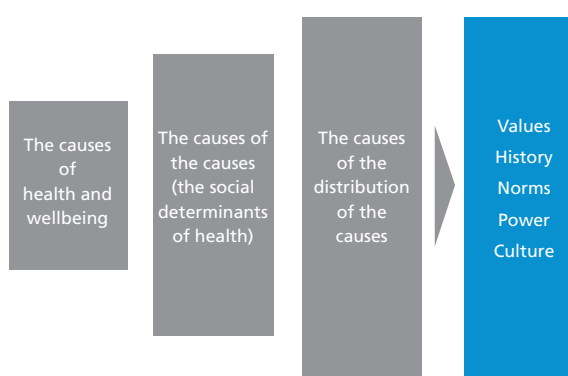 The causes
of
health and
wellbeing
The causes of
the causes
(the social
determinants
of health)
The causes
of the
distribution
of the
causes
Values
History
Norms
Power
Culture